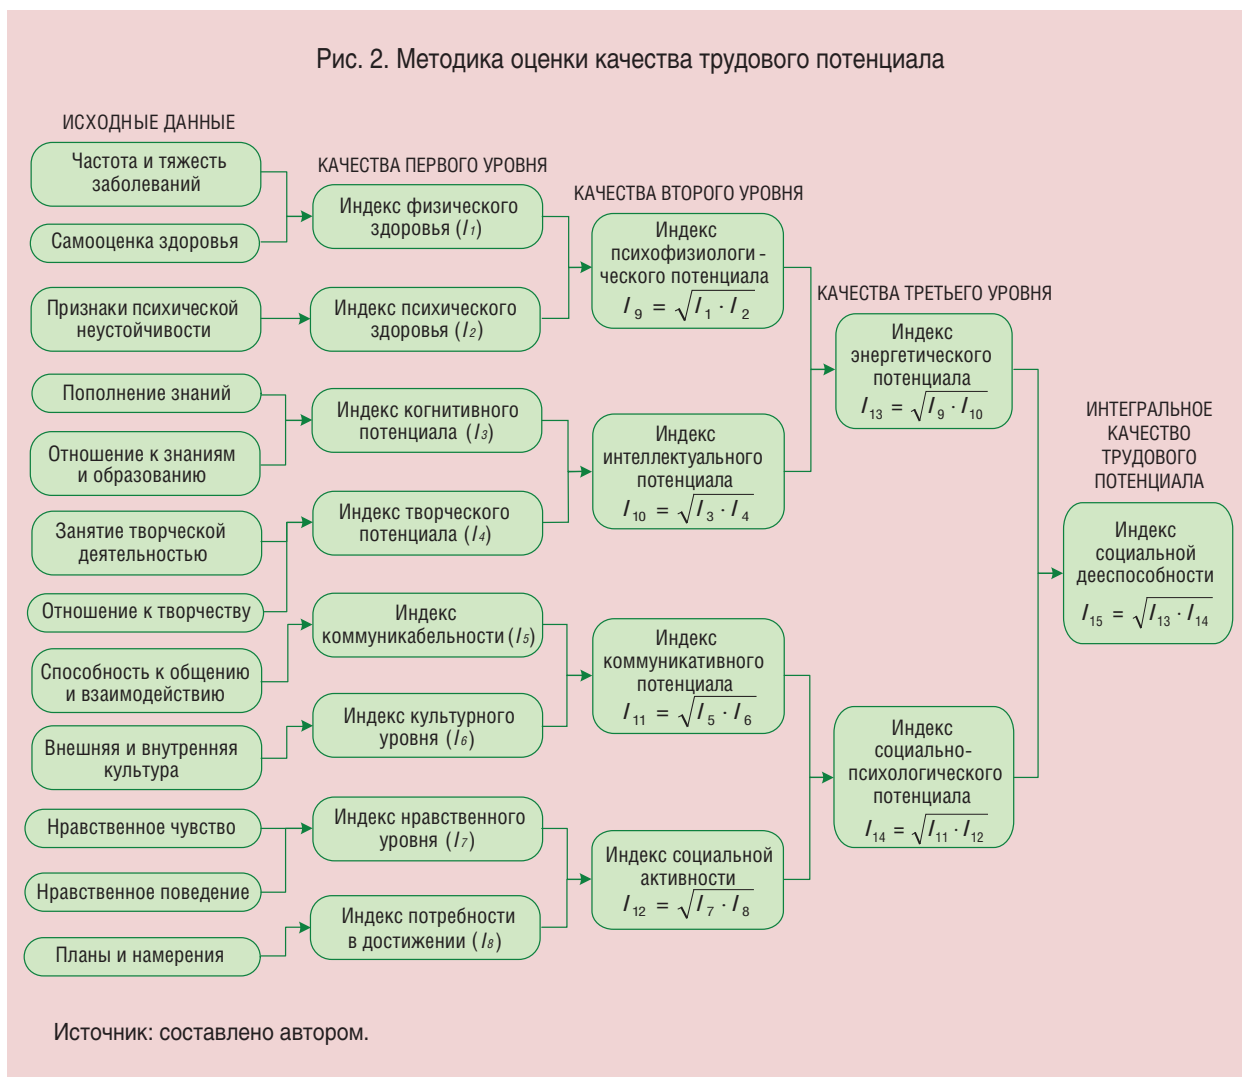 Рис. 2. Методика оценки качества трудового потенциала
ИСХОДНЫЕ ДАННЫЕ
Частота и тяжесть
заболеваний
Самооценка здоровья
Признаки психической
неустойчивости
Пополнение знаний
Отношение к знаниям
и образованию
Занятие творческой
деятельностью
Отношение к творчеству
Способность к общению
и взаимодействию
Внешняя и внутренняя
культура
Нравственное чувство
Нравственное поведение
Планы и намерения
КАЧЕСТВА ПЕРВОГО УРОВНЯ
Индекс физического
здоровья (I₁)
Индекс психического
здоровья (I₂)
Индекс когнитивного
потенциала (I₃)
Индекс творческого
потенциала (I₄)
Индекс
коммуникабельности (I₅)
Индекс культурного
уровня (I₆)
Индекс нравственного
уровня (I₇)
Индекс потребности
в достижении (I₈)
КАЧЕСТВА ВТОРОГО УРОВНЯ
Индекс
психофизиологи -
ческого потенциала
I₉ = √I₁ · I₂
Индекс
интеллектуального
потенциала
I₁₀ = √I₃ · I₄
Индекс
коммуникативного
потенциала
I₁₁ = √I₅ · I₆
Индекс социальной
активности
I₁₂ = √I₇ · I₈
КАЧЕСТВА ТРЕТЬЕГО УРОВНЯ
Индекс
энергетического
потенциала
I₁₃ = √I₉ · I₁₀
Индекс
социально-
психологического
потенциала
I₁₄ = √I₁₁ · I₁₂
ИНТЕГРАЛЬНОЕ
КАЧЕСТВО
ТРУДОВОГО
ПОТЕНЦИАЛА
Индекс
социальной
дееспособности
I₁₅ = √I₁₃ · I₁₄
Источник: составлено автором.